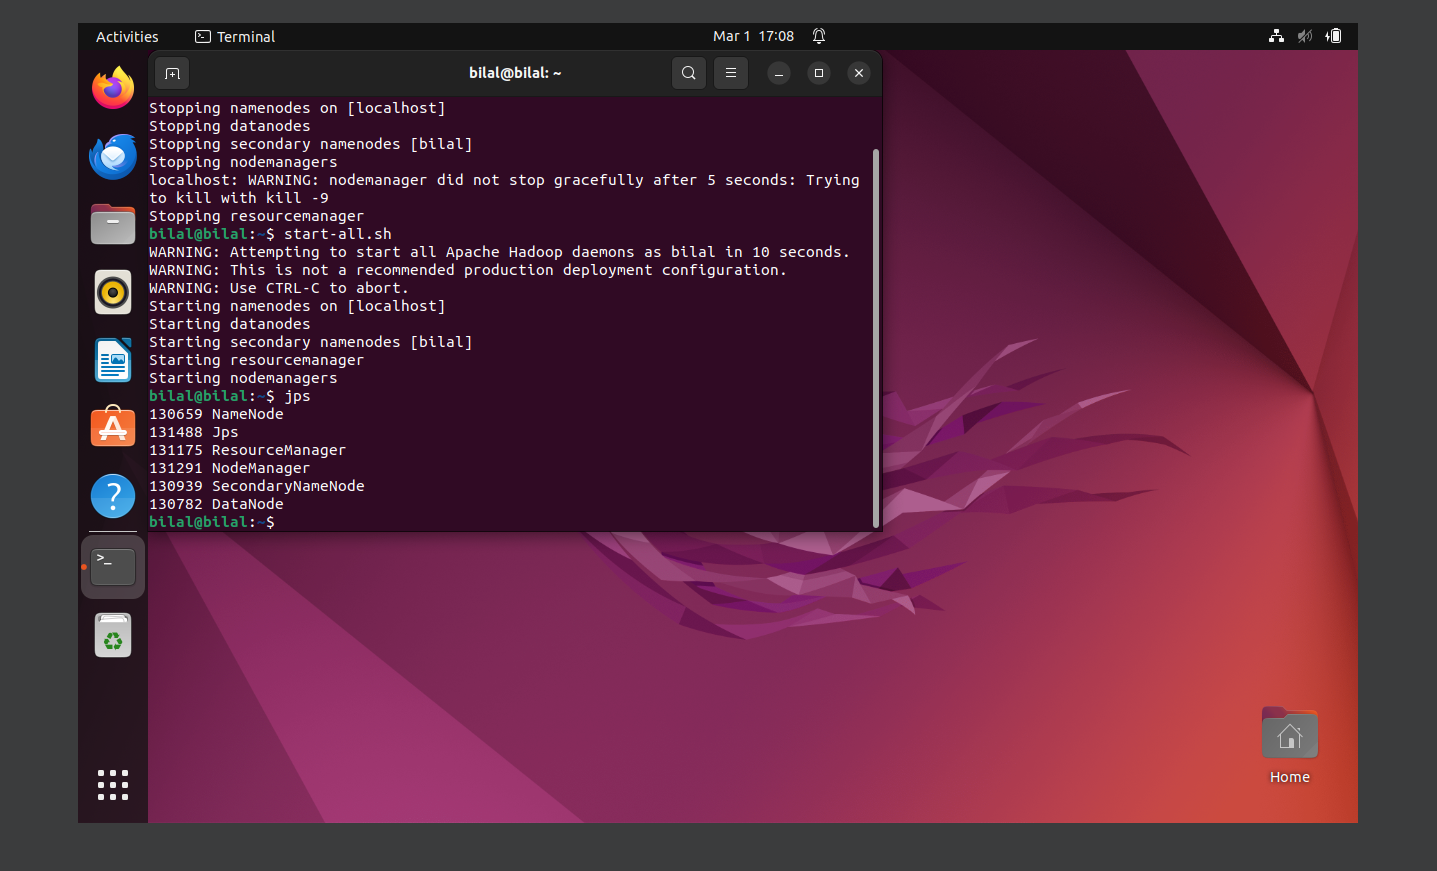 Activities
Terminal
Mar 1 17:08
bilal@bilal: ~
Stopping namenodes on [localhost]
Stopping datanodes
Stopping secondary namenodes [bilal]
Stopping nodemanagers
localhost: WARNING: nodemanager did not stop gracefully after 5 seconds: Trying
to kill with kill -9
Stopping resourcemanager
bilal@bilal:~$ start-all.sh
WARNING: Attempting to start all Apache Hadoop daemons as bilal in 10 seconds.
WARNING: This is not a recommended production deployment configuration.
WARNING: Use CTRL-C to abort.
Starting namenodes on [localhost]
Starting datanodes
Starting secondary namenodes [bilal]
Starting resourcemanager
Starting nodemanagers
bilal@bilal:~$ jps
130659 NameNode
131488 Jps
131175 ResourceManager
131291 NodeManager
130939 SecondaryNameNode
130782 DataNode
bilal@bilal:~$
Home